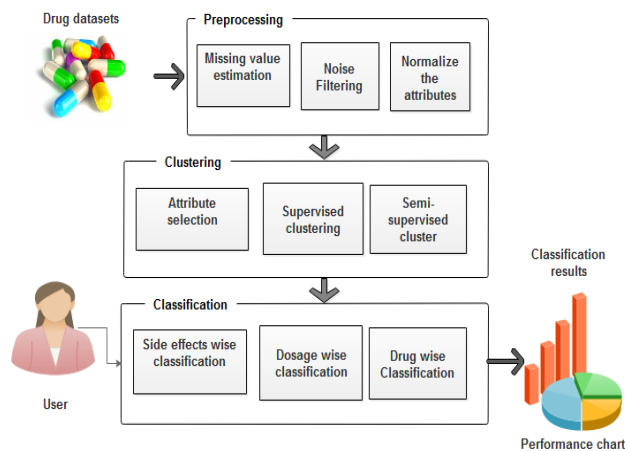 Drug datasets
Preprocessing
Missing value
estimation
Noise
Filtering
Normalize
the
attributes
Clustering
Attribute
selection
Supervised
clustering
Semi-
supervised
cluster
Classification
results
Classification
Side effects wise
classification
Dosage wise
classification
Drug wise
Classification
User
Performance chart